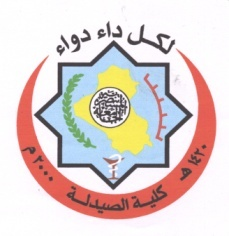 لكل داء دواء
١٤٢٠ هـ
كلية الصيدلة
٢٠٠٠ م